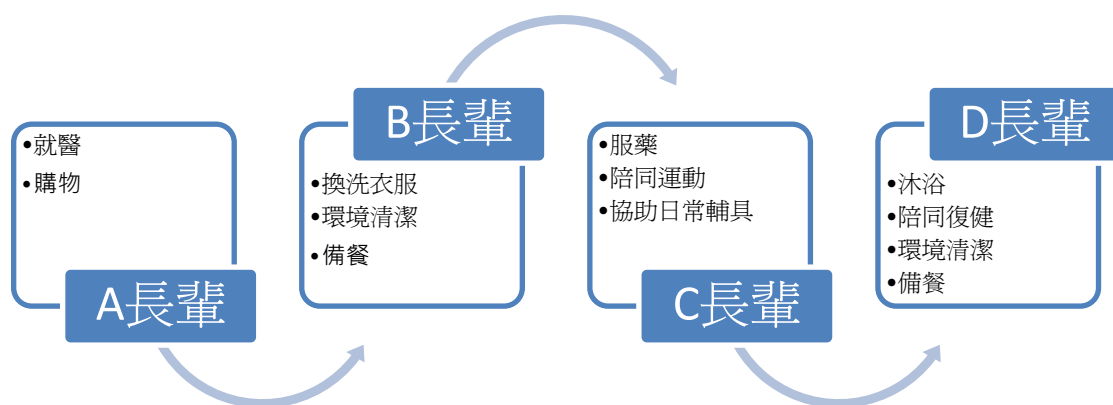 •就醫
•購物
A長輩
B長輩
•換洗衣服
•環境清潔
•備餐
•服藥
•陪同運動
•協助日常輔具
C長輩
D長輩
•沐浴
•陪同復健
•環境清潔
•備餐